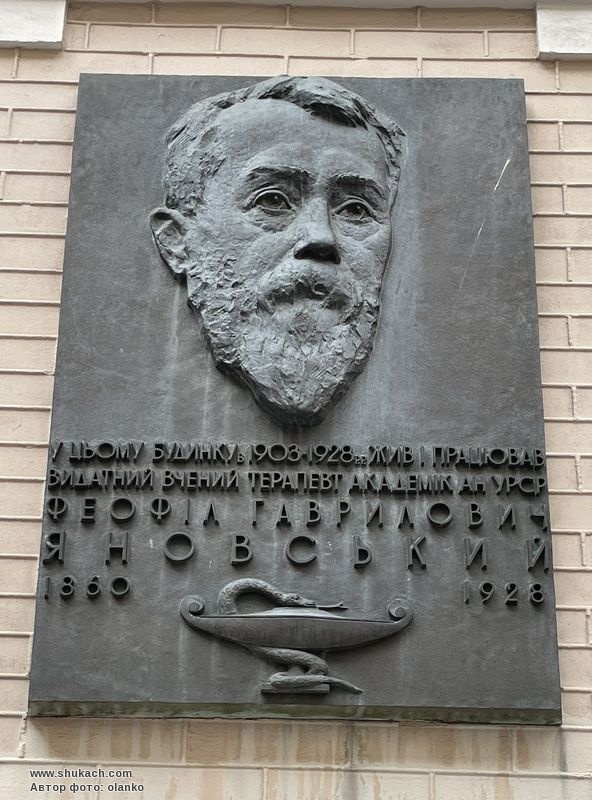 У ЦЬОМУ БУДИНКУ в 1903-1928 рр. ЖИВ І ПРАЦЮВАВ
ВИДАТНИЙ ВЧЕНИЙ ТЕРАПЕВТ АКАДЕМІК АН УРСР
ФЕОФІЛ ГАВРИЛОВИЧ
ЯНОВСЬКИЙ
1860 1928
www.shukach.com
Автор фото: olanko